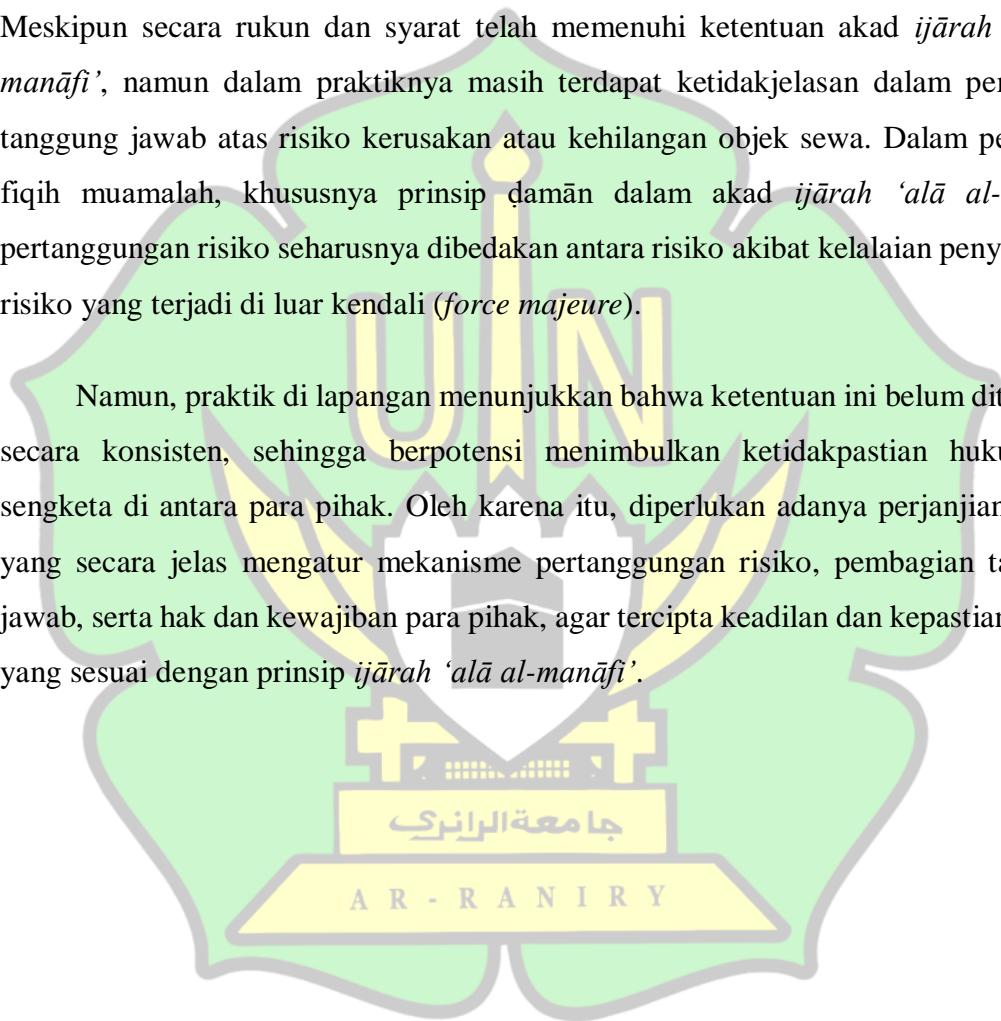 Meskipun secara rukun dan syarat telah memenuhi ketentuan akad ijārah
manāfi’, namun dalam praktiknya masih terdapat ketidakjelasan dalam
tanggung jawab atas risiko kerusakan atau kehilangan objek sewa. Dalam
fiqih muamalah, khususnya prinsip ḍamān dalam akad ijārah ‘alā al-
pertanggungan risiko seharusnya dibedakan antara risiko akibat kelalaian
risiko yang terjadi di luar kendali (force majeure).
Namun, praktik di lapangan menunjukkan bahwa ketentuan ini belum
secara konsisten, sehingga berpotensi menimbulkan ketidakpastian
sengketa di antara para pihak. Oleh karena itu, diperlukan adanya perjanjian
yang secara jelas mengatur mekanisme pertanggungan risiko, pembagian
jawab, serta hak dan kewajiban para pihak, agar tercipta keadilan dan kepastian
yang sesuai dengan prinsip ijārah ‘alā al-manāfi’.
UIN
جامعةالرانري
AR-RANIRY